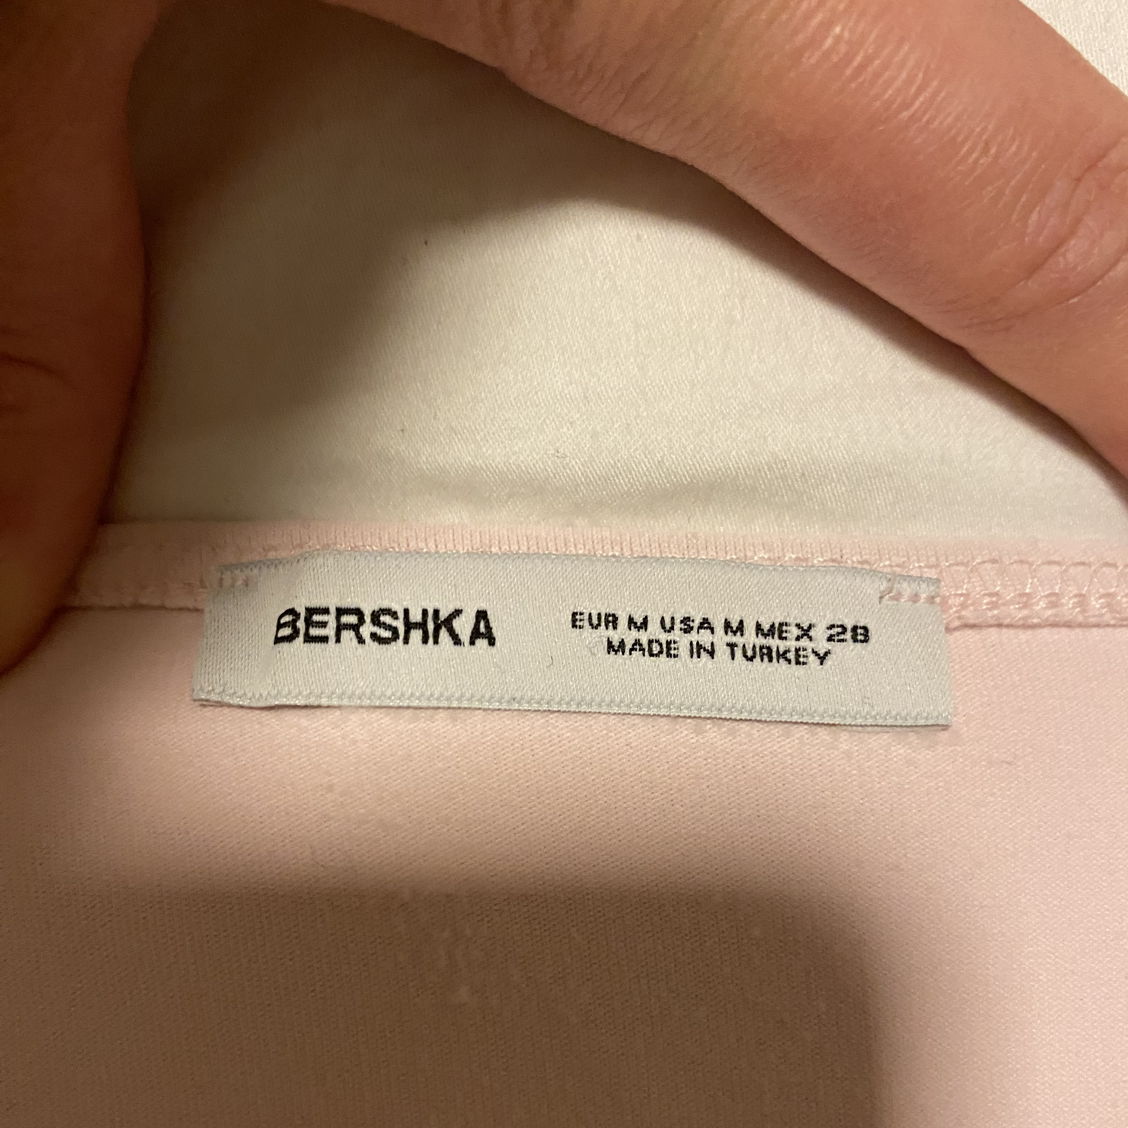 BERSHKA
EUR M USA M MEX 28
MADE IN TURKEY